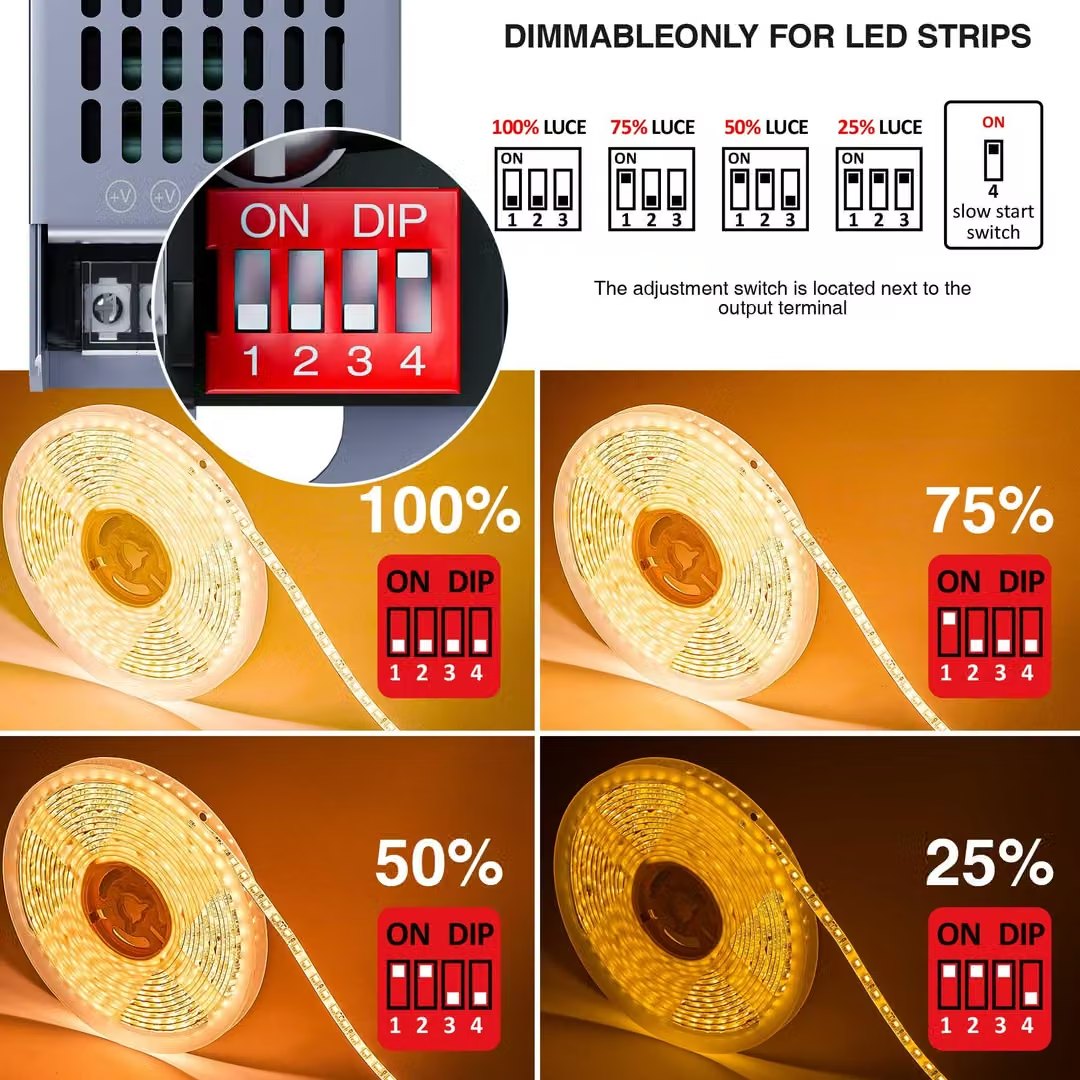 DIMMABLEONLY FOR LED STRIPS
100% LUCE
75% LUCE
50% LUCE
25% LUCE
ON
1 2 3
ON
1 2 3
ON
1 2 3
ON
1 2 3
ON
4
slow start
switch
The adjustment switch is located next to the
output terminal
+V +V
ON DIP
1 2 3 4
100%
ON DIP
1 2 3 4
75%
ON DIP
1 2 3 4
50%
ON DIP
1 2 3 4
25%
ON DIP
1 2 3 4